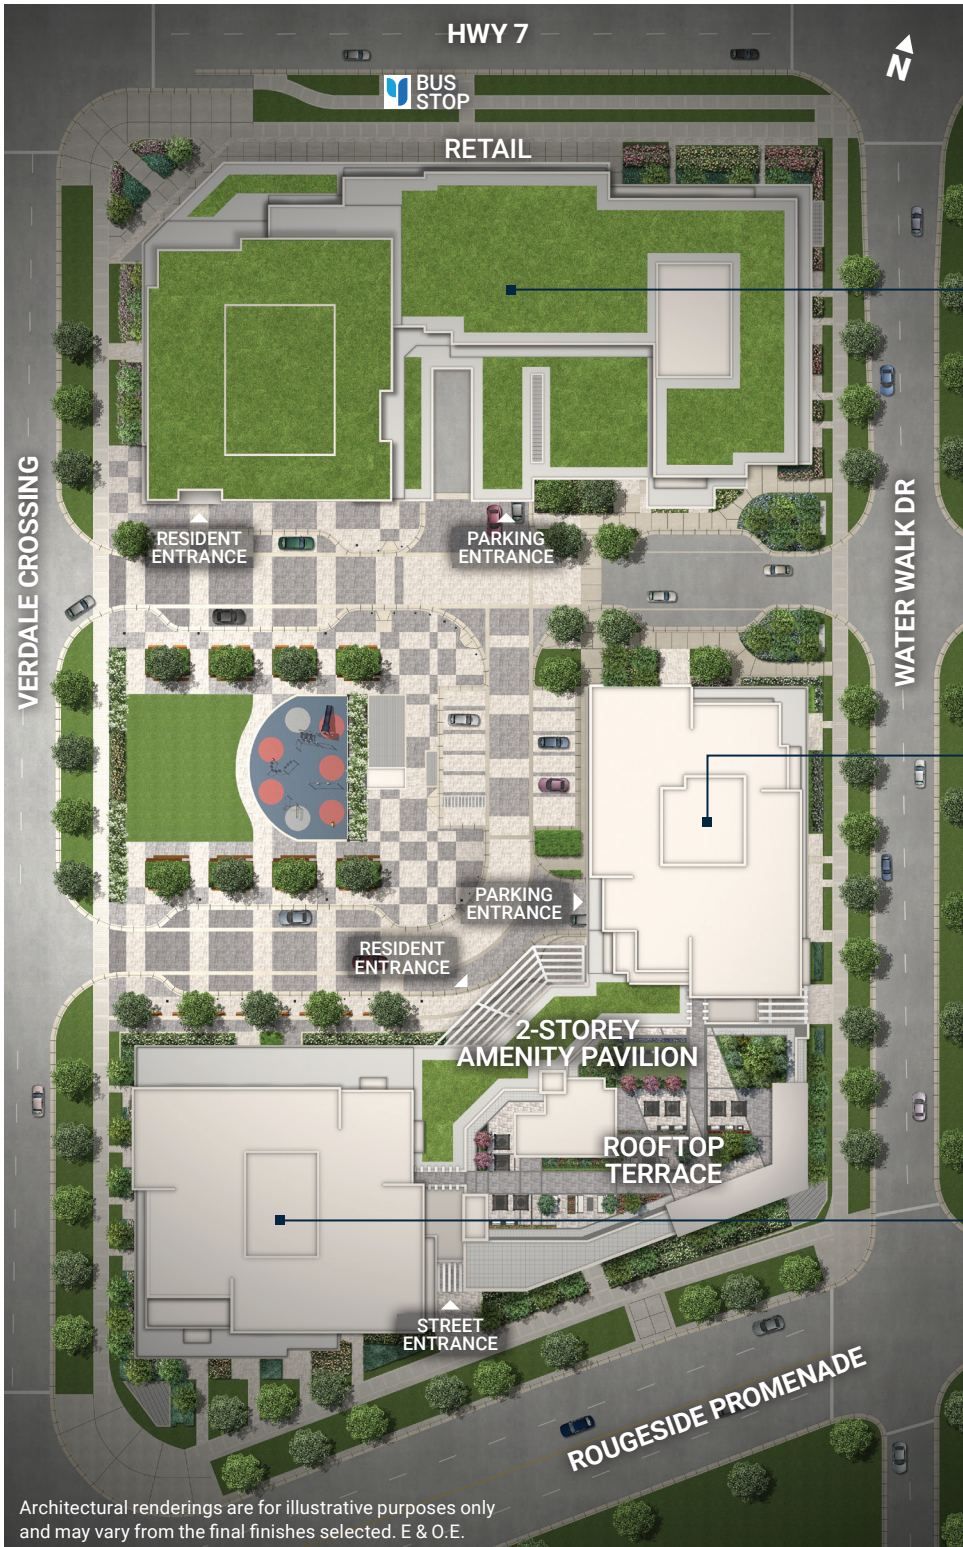 HWY 7
N
BUS
STOP
RETAIL
RESIDENT
ENTRANCE
PARKING
ENTRANCE
VERDALE CROSSING
WATER WALK DR
PARKING
ENTRANCE
RESIDENT
ENTRANCE
2-STOREY
AMENITY PAVILION
ROOFTOP
TERRACE
STREET
ENTRANCE
ROUGESIDE PROMENADE
Architectural renderings are for illustrative purposes only
and may vary from the final finishes selected. E & O.E.